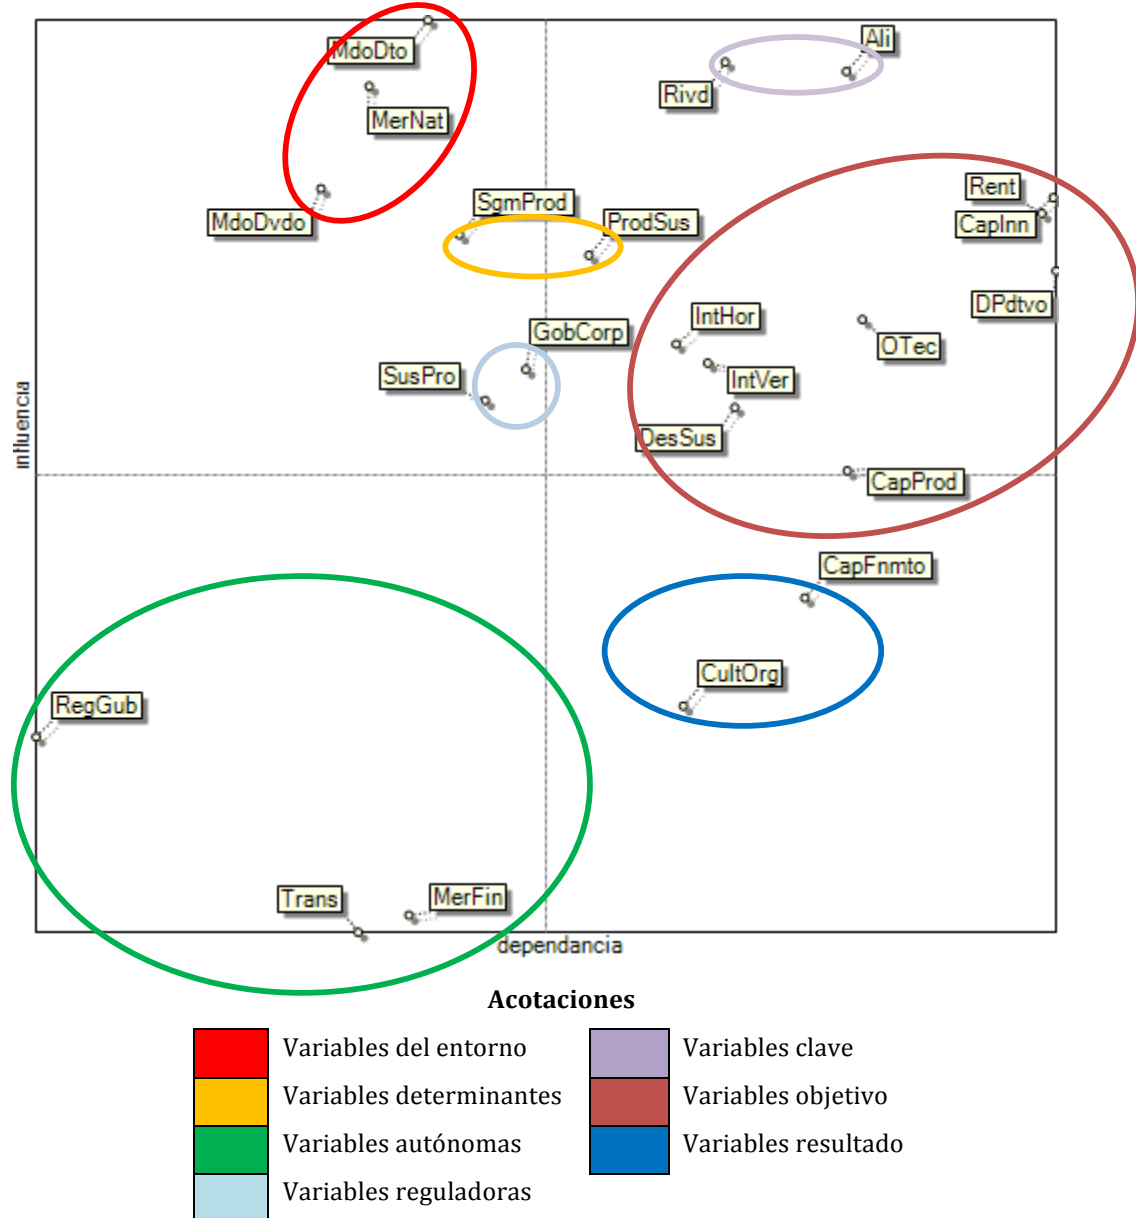 MdoDto
Ali
Rivd
MerNat
Rent
SgmProd
CapInn
MdoDvdo
ProdSus
DPdtvo
IntHor
GobCorp
OTec
SusPro
IntVer
influencia
DesSus
CapProd
CapFnmto
CultOrg
RegGub
Trans
MerFin
dependancia
Acotaciones
Variables del entorno
Variables clave
Variables determinantes
Variables objetivo
Variables autónomas
Variables resultado
Variables reguladoras